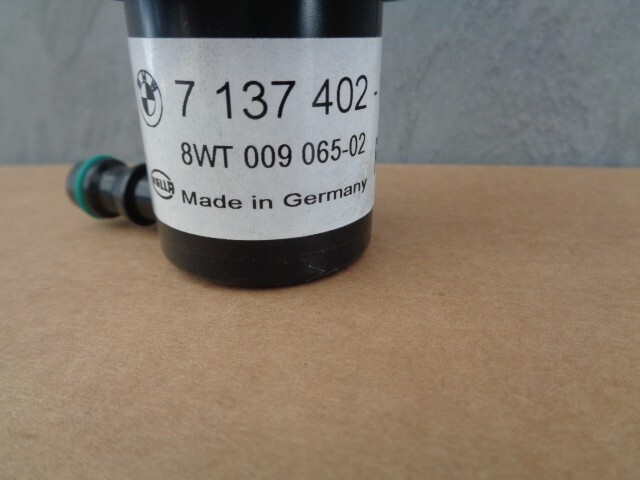 7 137 402-
8WT 009 065-02
HELLA
Made in Germany